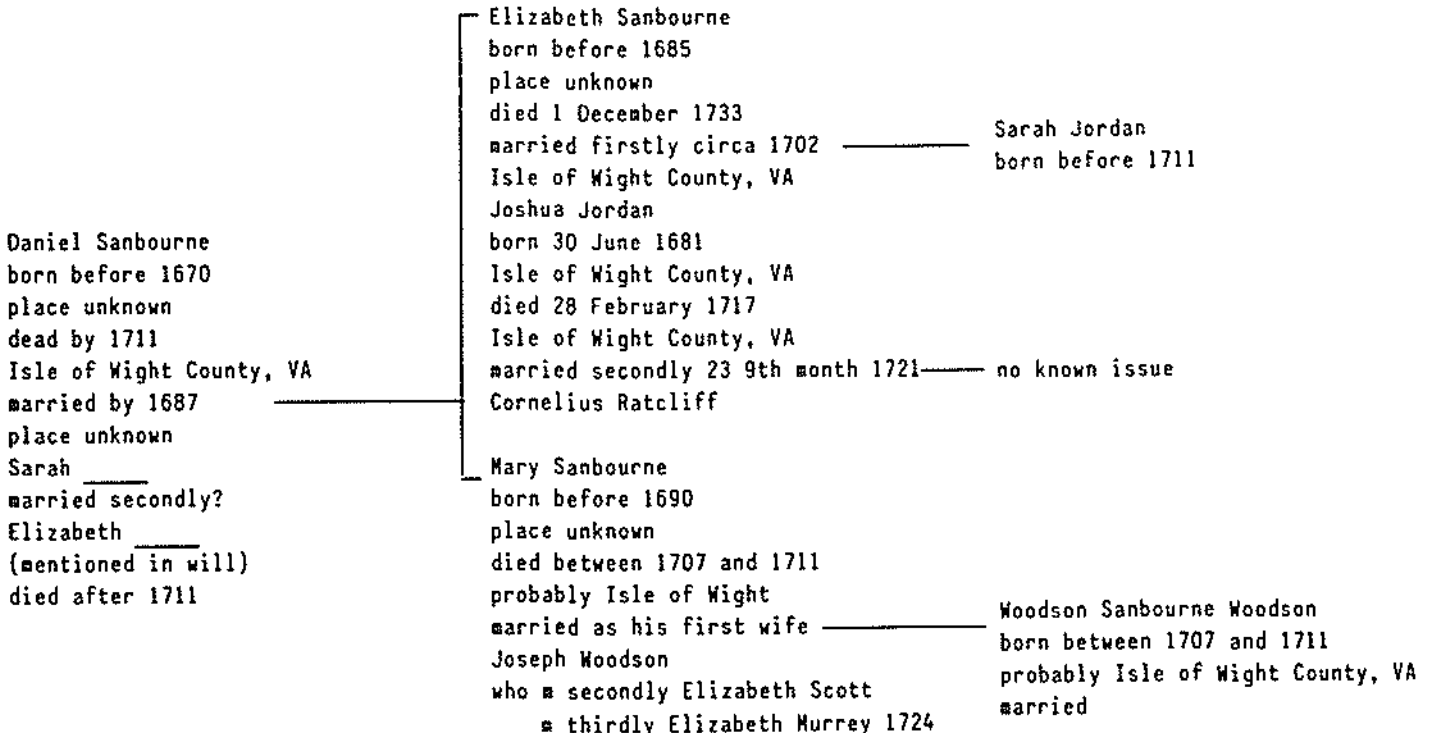 Daniel Sanbourne
born before 1670
place unknown
dead by 1711
Isle of Wight County, VA
married by 1687
place unknown
Sarah _____
married secondly?
Elizabeth _____
(mentioned in will)
died after 1711
Elizabeth Sanbourne
born before 1685
place unknown
died 1 December 1733
married firstly circa 1702
Isle of Wight County, VA
Joshua Jordan
born 30 June 1681
Isle of Wight County, VA
died 28 February 1717
Isle of Wight County, VA
married secondly 23 9th month 1721
Cornelius Ratcliff
Sarah Jordan
born before 1711
no known issue
Mary Sanbourne
born before 1690
place unknown
died between 1707 and 1711
probably Isle of Wight
married as his first wife
Joseph Woodson
who m secondly Elizabeth Scott
m thirdly Elizabeth Murrey 1724
Woodson Sanbourne Woodson
born between 1707 and 1711
probably Isle of Wight County, VA
married